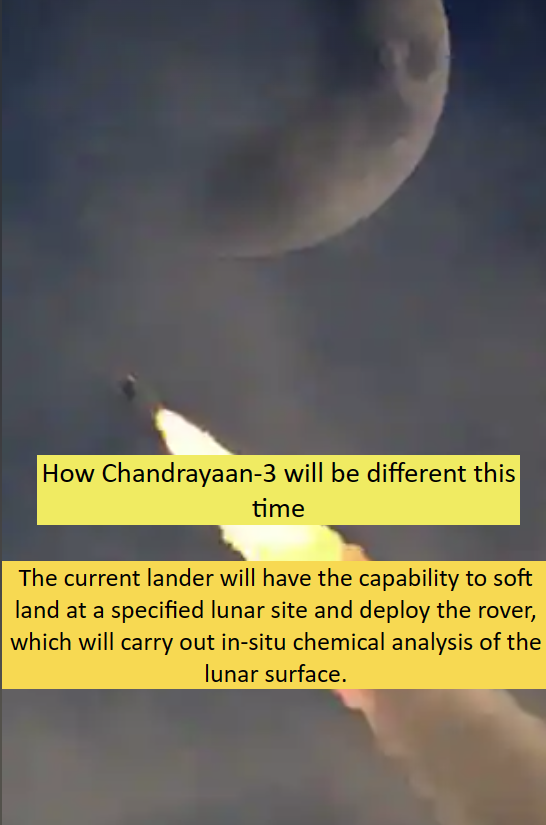 How Chandrayaan-3 will be different this
time
The current lander will have the capability to soft
land at a specified lunar site and deploy the rover,
which will carry out in-situ chemical analysis of the
lunar surface.